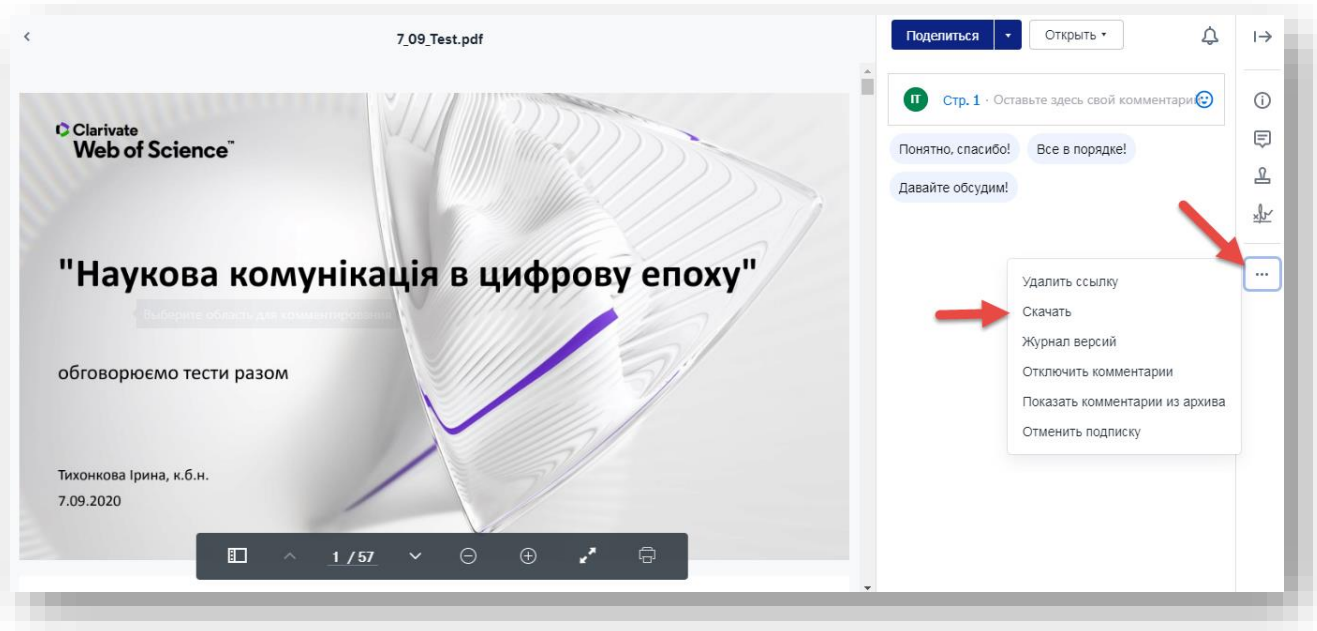 7_09_Test.pdf
Clarivate
Web of Science™
"Наукова комунікація в цифрову епоху"
Выберите область для комментирования
обговорюємо тести разом
Тихонкова Ірина, к.б.н.
7.09.2020
1 / 57
Поделиться
Открыть
ІТ
Стр. 1 · Оставьте здесь свой комментарий
Понятно, спасибо!
Все в порядке!
Давайте обсудим!
Удалить ссылку
Скачать
Журнал версий
Отключить комментарии
Показать комментарии из архива
Отменить подписку